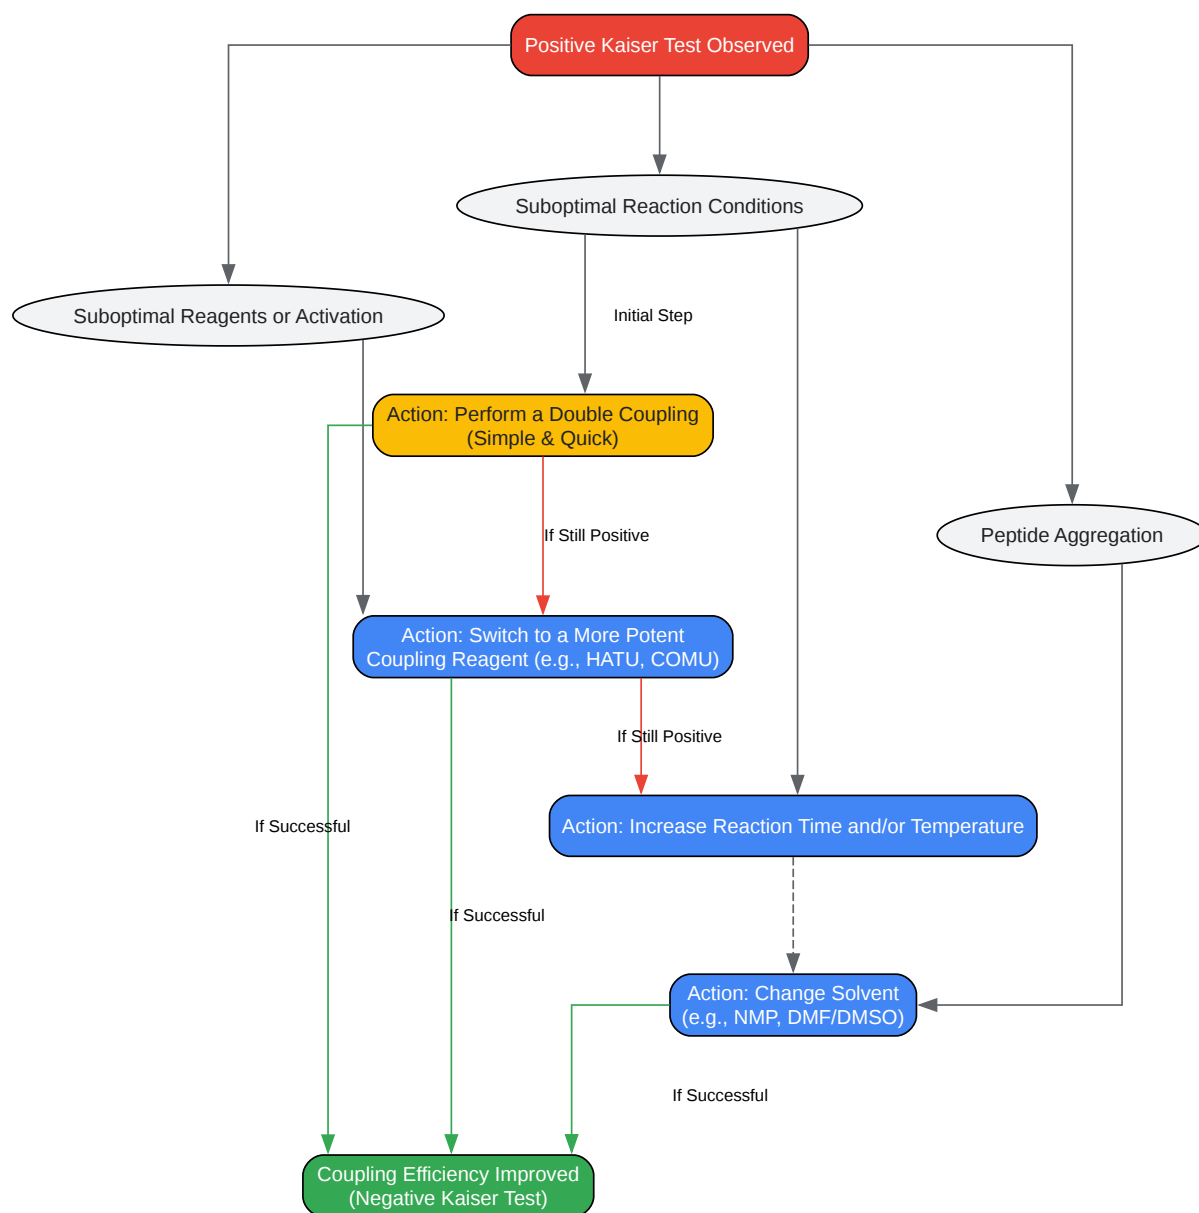 Positive Kaiser Test Observed
Suboptimal Reaction Conditions
Suboptimal Reagents or Activation
Initial Step
Action: Perform a Double Coupling
(Simple & Quick)
If Still Positive
Peptide Aggregation
Action: Switch to a More Potent
Coupling Reagent (e.g., HATU, COMU)
If Still Positive
If Successful
Action: Increase Reaction Time and/or Temperature
If Successful
Action: Change Solvent
(e.g., NMP, DMF/DMSO)
If Successful
Coupling Efficiency Improved
(Negative Kaiser Test)